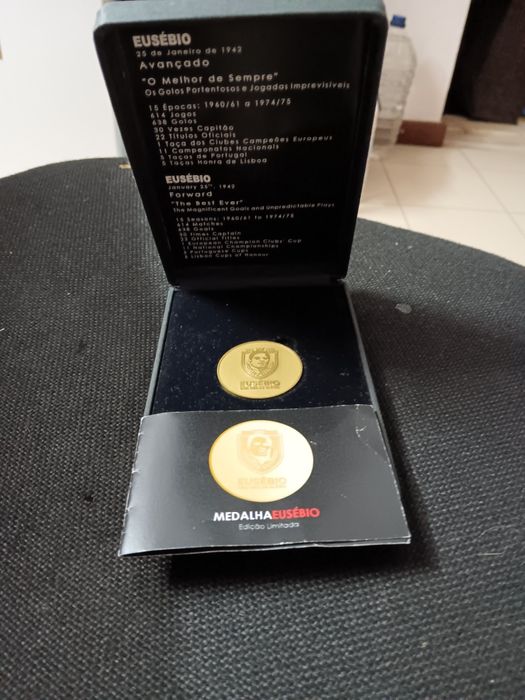 EUSÉBIO
25 de Janeiro de 1942
Avançado
"O Melhor de Sempre"
Os Golos Portentosos e Jogadas Imprevisíveis
15 Épocas: 1960/61 a 1974/75
614 Jogos
638 Golos
30 Vezes Capitão
22 Títulos Oficiais
1 Taça dos Clubes Campeões Europeus
11 Campeonatos Nacionais
5 Taças de Portugal
5 Taças Honra de Lisboa
EUSÉBIO
January 25th, 1942
Forward
"The Best Ever"
The Magnificent Goals and Unpredictable Plays
15 Seasons: 1960/61 to 1974/75
614 Matches
638 Goals
30 Times Captain
22 Official Titles
1 European Champion Clubs' Cup
11 National Championships
5 Portuguese Cups
5 Lisbon Cups of Honour
EUSÉBIO
EUSÉBIO
MEDALHAEUSÉBIO
Edição Limitada